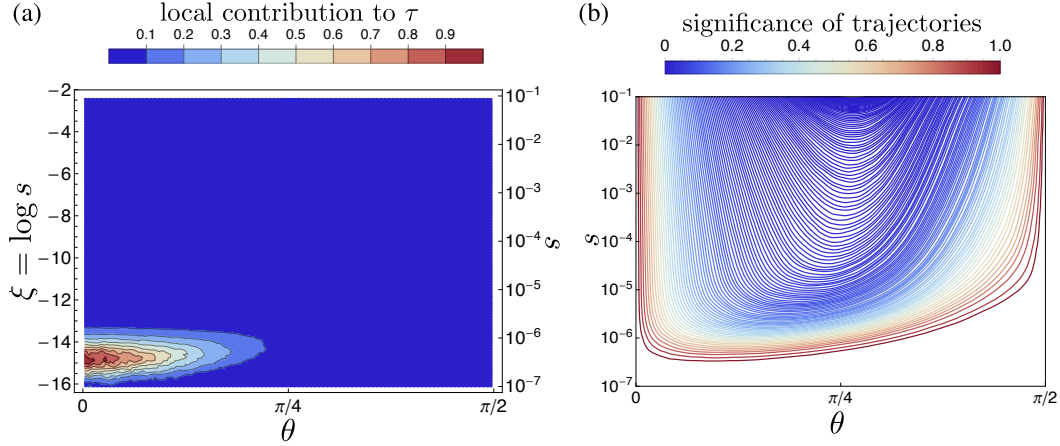 (a)
local contribution to τ
0.1 0.2 0.3 0.4 0.5 0.6 0.7 0.8 0.9
ξ = log s
−2
−4
−6
−8
−10
−12
−14
−16
10⁻¹
10⁻²
10⁻³
10⁻⁴
10⁻⁵
10⁻⁶
10⁻⁷
s
0 π/4 π/2
θ
(b)
significance of trajectories
0 0.2 0.4 0.6 0.8 1.0
s
10⁻¹
10⁻²
10⁻³
10⁻⁴
10⁻⁵
10⁻⁶
10⁻⁷
0 π/4 π/2
θ